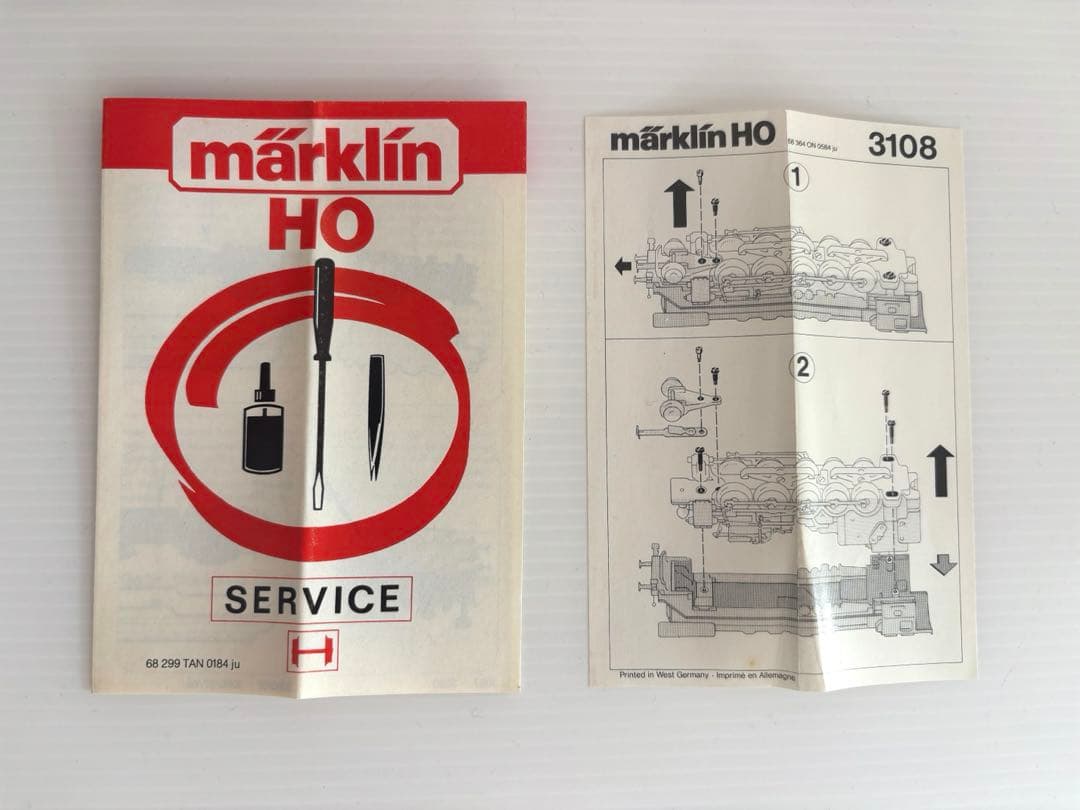 märklin
HO
SERVICE
68 299 TAN 0184 ju
märklin HO 68 364 ON 0584 ju 3108
1
2
Printed in West Germany - Imprimé en Allemagne